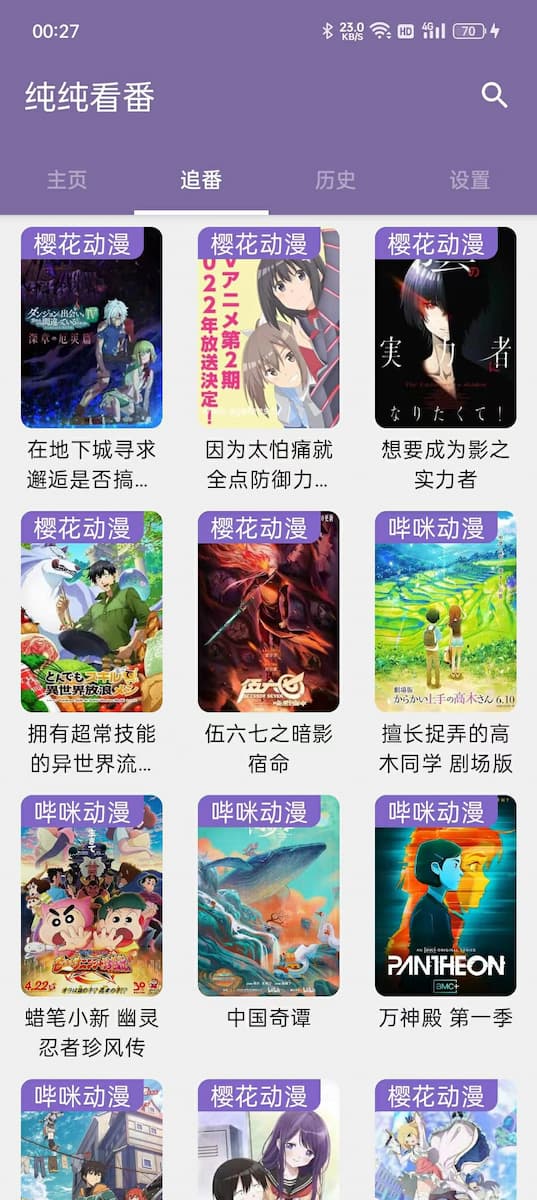 00:27
23.0
KB/S
HD
4G
70
纯纯看番
主页
追番
历史
设置
樱花动漫
樱花动漫
樱花动漫
ダンジョンに出会いを
求めるのは
間違っているだろうか
IV
深章 厄災篇
Vアニメ第2期
022年放送決定!
の
実力者に
なりたくて!
在地下城寻求
邂逅是否搞...
因为太怕痛就
全点防御力...
想要成为影之
实力者
樱花动漫
樱花动漫
哔咪动漫
とんでもスキルで
異世界放浪メシ
伍六七
劇場版
からかい上手の高木さん
6.10
拥有超常技能
的异世界流...
伍六七之暗影
宿命
擅长捉弄的高
木同学 剧场版
哔咪动漫
哔咪动漫
哔咪动漫
4.22
AN amc+ ORIGINAL SERIES
PANTHEON
AMC+
蜡笔小新 幽灵
忍者珍风传
中国奇谭
万神殿 第一季
哔咪动漫
樱花动漫
樱花动漫